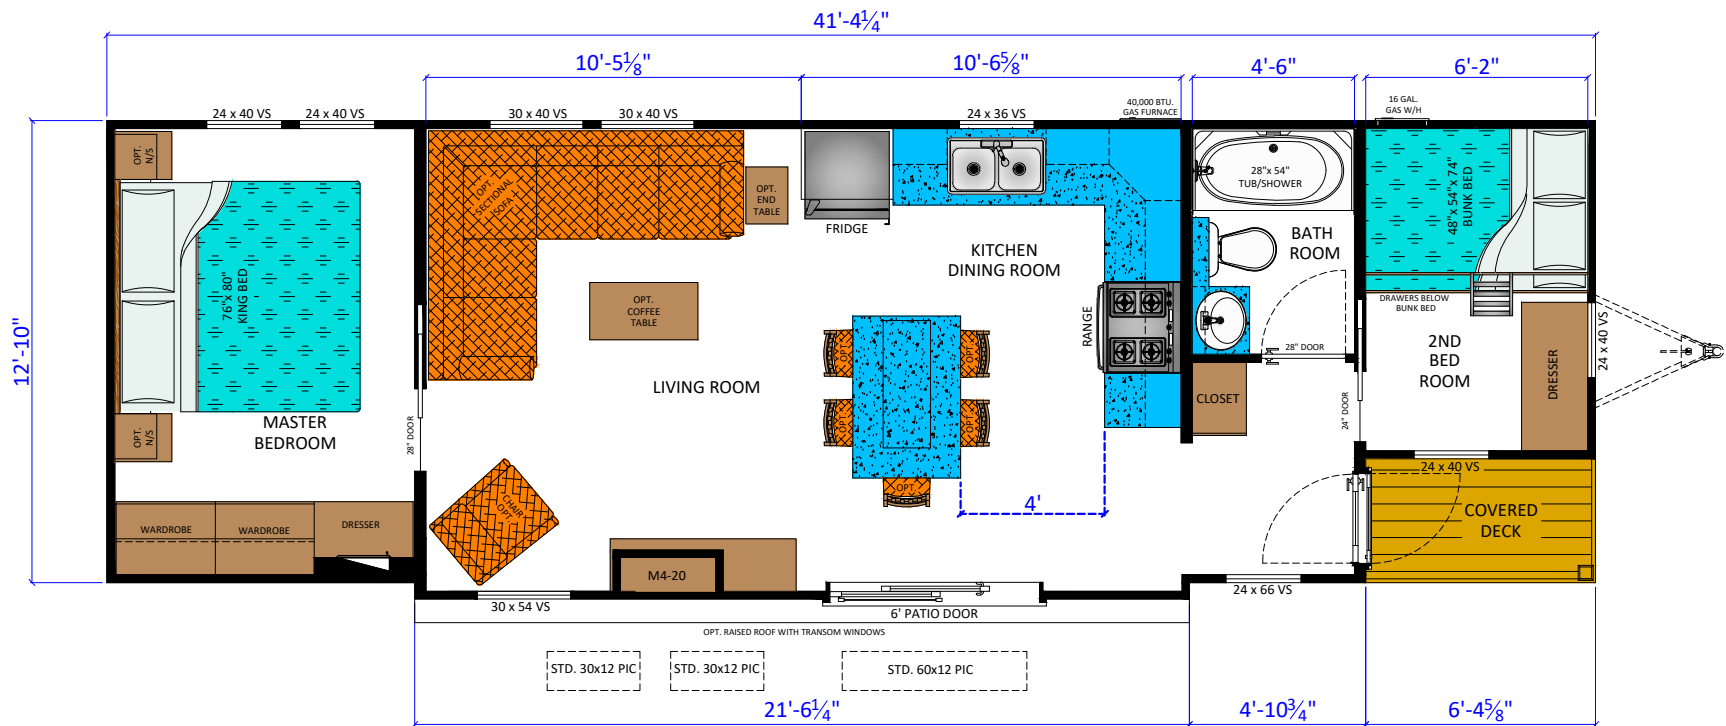 41'-4¼"
10'-5⅛"
10'-6⅝"
4'-6"
6'-2"
24 x 40 VS
24 x 40 VS
30 x 40 VS
30 x 40 VS
24 x 36 VS
40,000 BTU.
GAS FURNACE
16 GAL.
GAS W/H
12'-10"
OPT.
N/S
76"x 80"
KING BED
OPT.
N/S
MASTER
BEDROOM
WARDROBE
WARDROBE
DRESSER
28" DOOR
OPT.
SECTIONAL
SOFA
OPT.
END
TABLE
OPT.
COFFEE
TABLE
LIVING ROOM
CHAIR
OPT.
M4-20
30 x 54 VS
FRIDGE
KITCHEN
DINING ROOM
RANGE
OPT.
OPT.
OPT.
OPT.
OPT.
4'
6' PATIO DOOR
28"x 54"
TUB/SHOWER
BATH
ROOM
28" DOOR
CLOSET
24" DOOR
48"x 54"x 74"
BUNK BED
DRAWERS BELOW
BUNK BED
2ND
BED
ROOM
DRESSER
24 x 40 VS
24 x 40 VS
COVERED
DECK
24 x 66 VS
OPT. RAISED ROOF WITH TRANSOM WINDOWS
STD. 30x12 PIC
STD. 30x12 PIC
STD. 60x12 PIC
21'-6¼"
4'-10¾"
6'-4⅝"